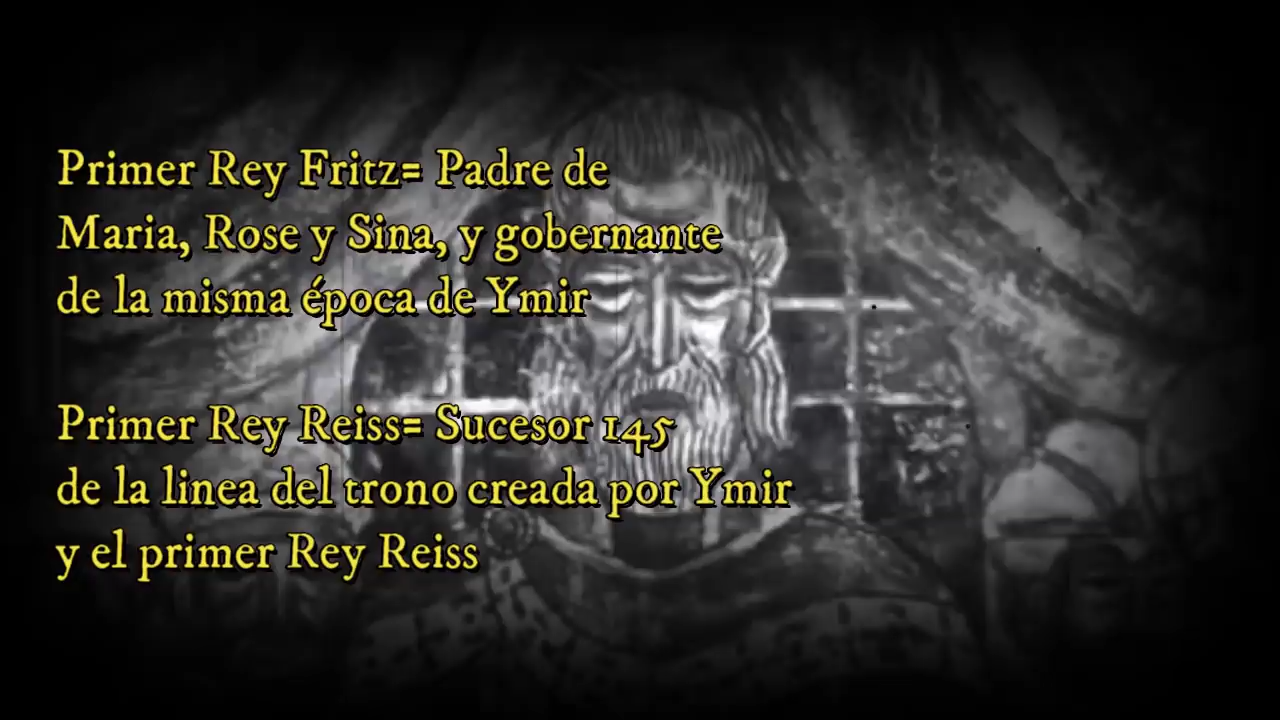 Primer Rey Fritz= Padre de
Maria, Rose y Sina, y gobernante
de la misma época de Ymir
Primer Rey Reiss= Sucesor 145
de la linea del trono creada por Ymir
y el primer Rey Reiss